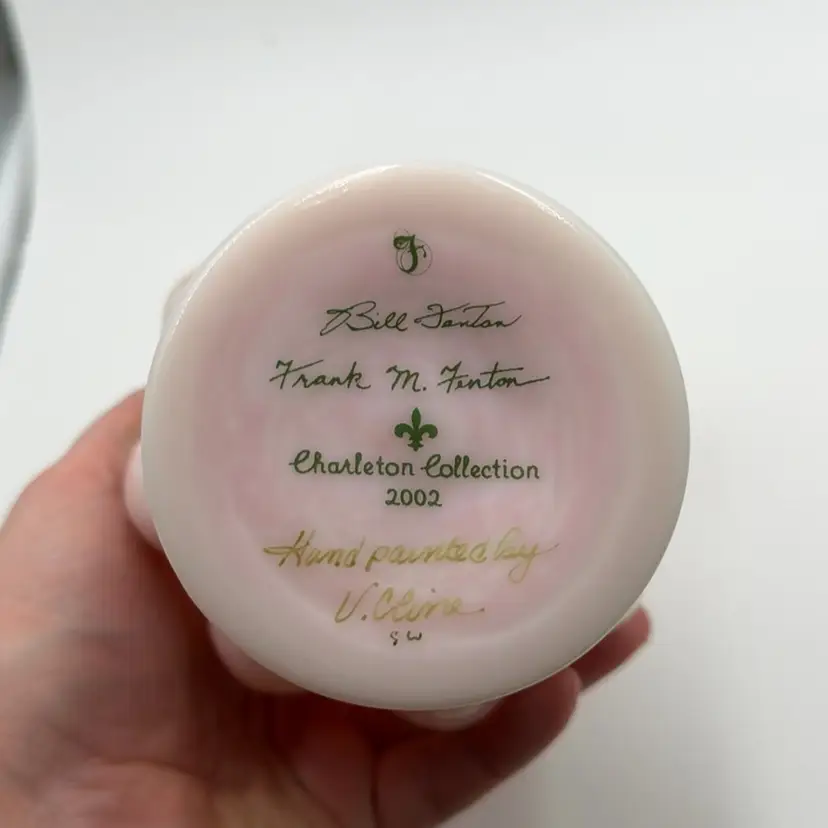 F
Bill Fenton
Frank M. Fenton
Charleton Collection
2002
Hand painted by
V. Cline
SW